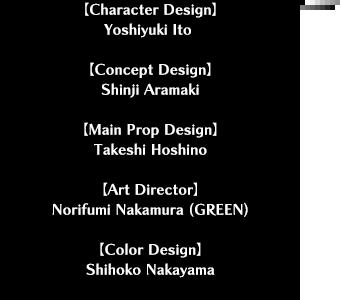 【Character Design】
Yoshiyuki Ito
【Concept Design】
Shinji Aramaki
【Main Prop Design】
Takeshi Hoshino
【Art Director】
Norifumi Nakamura (GREEN)
【Color Design】
Shihoko Nakayama